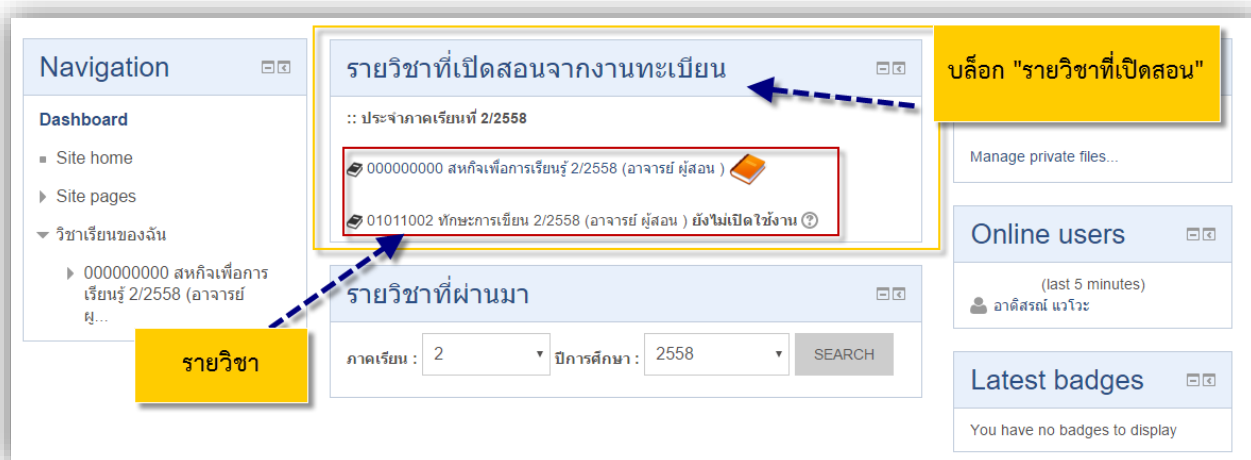 Navigation
Dashboard
Site home
Site pages
วิชาเรียนของฉัน
000000000 สหกิจเพื่อการ
เรียนรู้ 2/2558 (อาจารย์
ผู้...
รายวิชา
รายวิชาที่เปิดสอนจากงานทะเบียน
:: ประจำภาคเรียนที่ 2/2558
000000000 สหกิจเพื่อการเรียนรู้ 2/2558 (อาจารย์ ผู้สอน )
01011002 ทักษะการเขียน 2/2558 (อาจารย์ ผู้สอน ) ยังไม่เปิดใช้งาน
รายวิชาที่ผ่านมา
ภาคเรียน : 2 ปีการศึกษา : 2558 SEARCH
บล็อก "รายวิชาที่เปิดสอน"
Manage private files...
Online users
(last 5 minutes)
อาดิสรณ์ แวโวะ
Latest badges
You have no badges to display